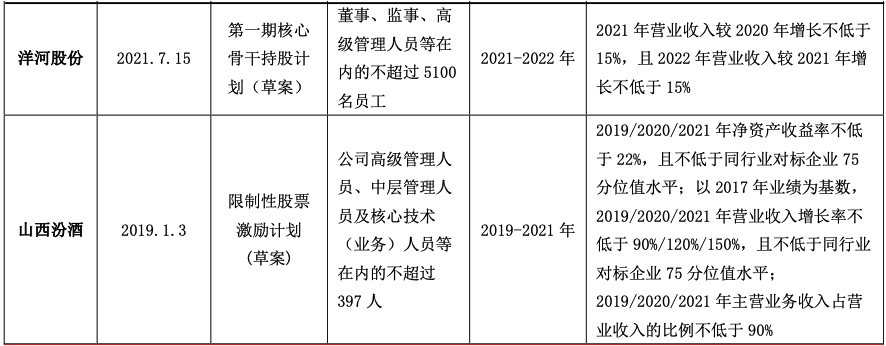 洋河股份
2021.7.15
第一期核心
骨干持股计
划（草案）
董事、监事、高
级管理人员等在
内的不超过 5100
名员工
2021-2022 年
2021 年营业收入较 2020 年增长不低于
15%，且 2022 年营业收入较 2021 年增
长不低于 15%
山西汾酒
2019.1.3
限制性股票
激励计划
(草案)
公司高级管理人
员、中层管理人
员及核心技术
（业务）人员等
在内的不超过
397 人
2019-2021 年
2019/2020/2021 年净资产收益率不低
于 22%，且不低于同行业对标企业 75
分位值水平；以 2017 年业绩为基数，
2019/2020/2021 年营业收入增长率不
低于 90%/120%/150%，且不低于同行业
对标企业 75 分位值水平；
2019/2020/2021 年主营业务收入占营
业收入的比例不低于 90%